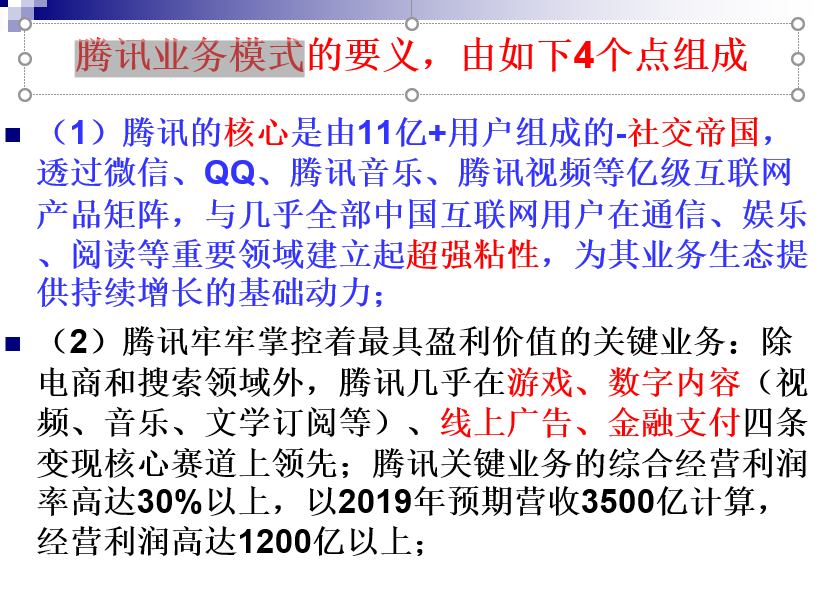 腾讯业务模式的要义，由如下4个点组成
（1）腾讯的核心是由11亿+用户组成的-社交帝国，
透过微信、QQ、腾讯音乐、腾讯视频等亿级互联网
产品矩阵，与几乎全部中国互联网用户在通信、娱乐
、阅读等重要领域建立起超强粘性，为其业务生态提
供持续增长的基础动力；
（2）腾讯牢牢掌控着最具盈利价值的关键业务：除
电商和搜索领域外，腾讯几乎在游戏、数字内容（视
频、音乐、文学订阅等）、线上广告、金融支付四条
变现核心赛道上领先；腾讯关键业务的综合经营利润
率高达30%以上，以2019年预期营收3500亿计算，
经营利润高达1200亿以上；